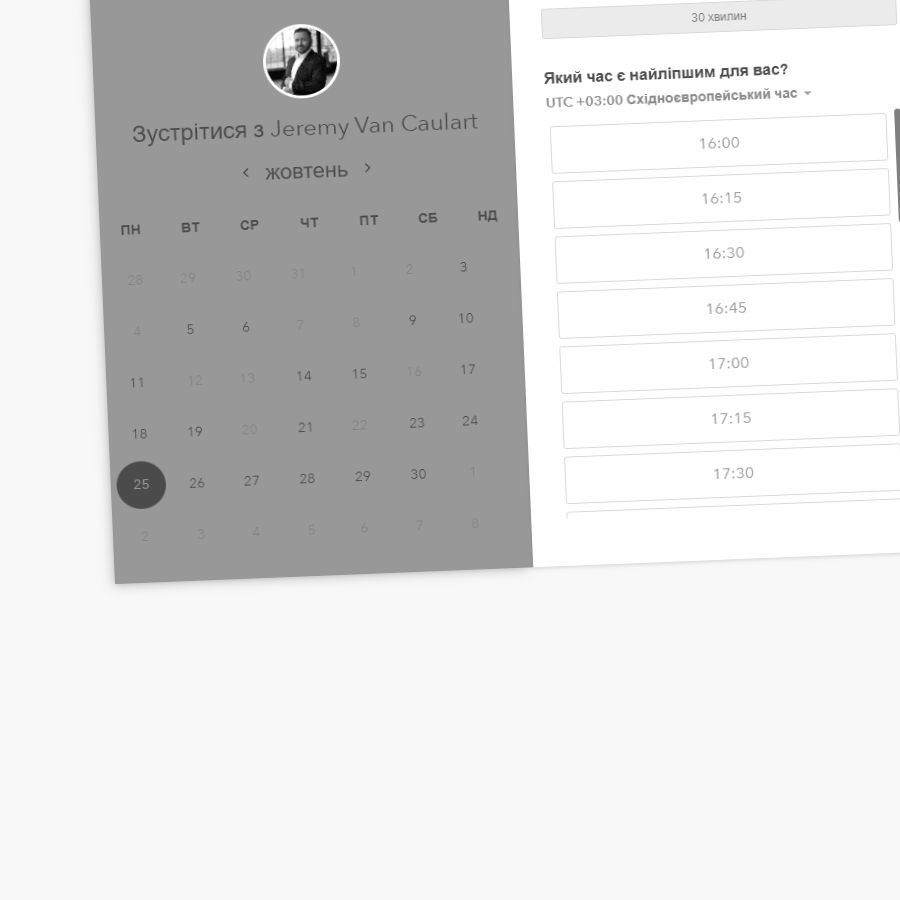 Зустрітися з Jeremy Van Caulart
‹ жовтень ›
ПН ВТ СР ЧТ ПТ СБ НД
28 29 30 31 1 2 3
4 5 6 7 8 9 10
11 12 13 14 15 16 17
18 19 20 21 22 23 24
25 26 27 28 29 30 1
2 3 4 5 6 7 8
30 хвилин
Який час є найліпшим для вас?
UTC +03:00 Східноєвропейський час
16:00
16:15
16:30
16:45
17:00
17:15
17:30